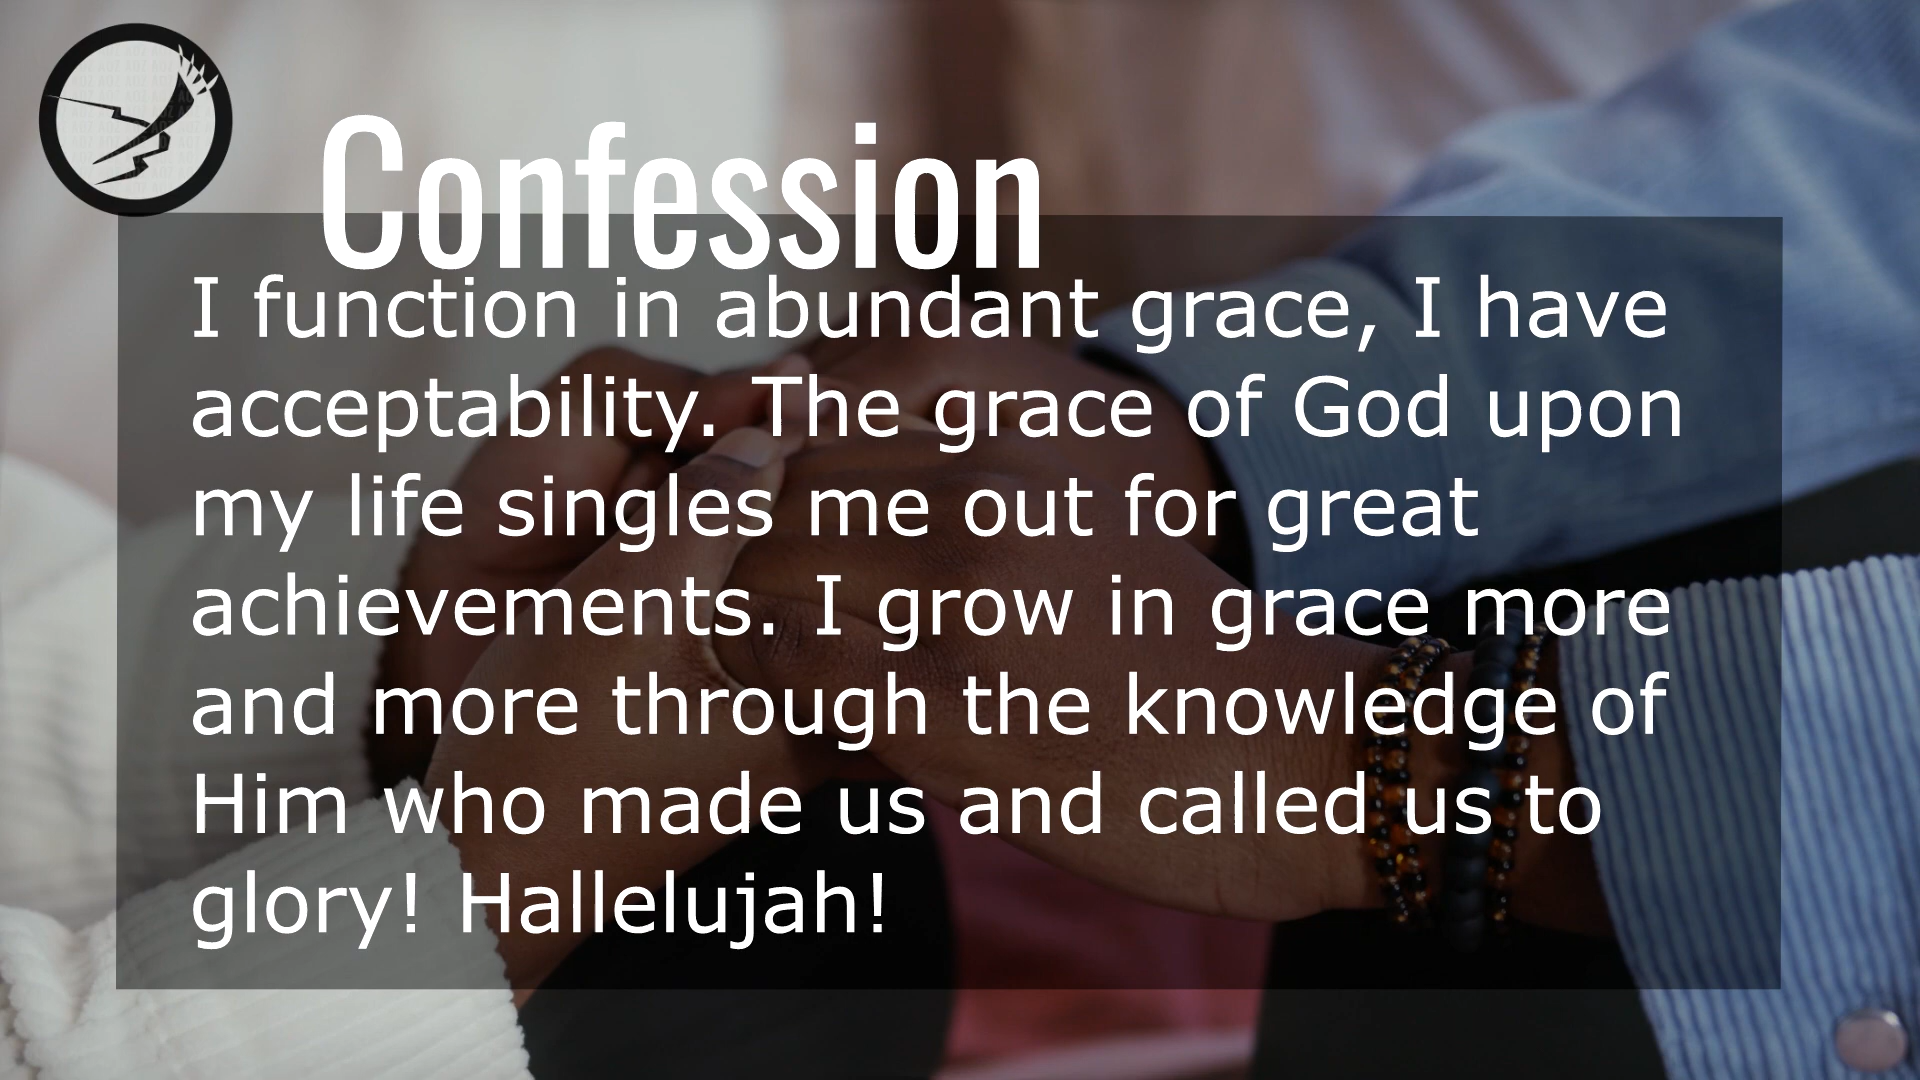 Confession
I function in abundant grace, I have
acceptability. The grace of God upon
my life singles me out for great
achievements. I grow in grace more
and more through the knowledge of
Him who made us and called us to
glory! Hallelujah!